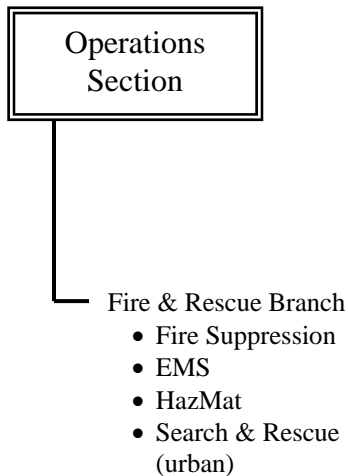 Operations
Section
Fire & Rescue Branch
• Fire Suppression
• EMS
• HazMat
• Search & Rescue
(urban)